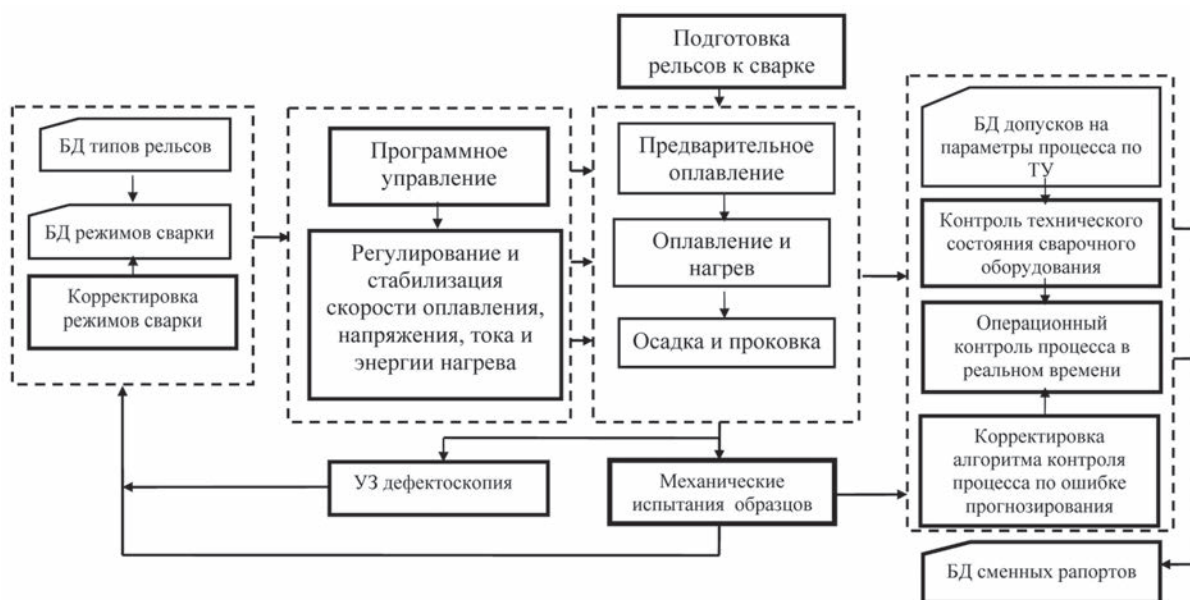 Подготовка
рельсов к сварке
БД типов рельсов
БД режимов сварки
Корректировка
режимов сварки
Программное
управление
Регулирование и
стабилизация
скорости оплавления,
напряжения, тока и
энергии нагрева
Предварительное
оплавление
Оплавление и
нагрев
Осадка и проковка
БД допусков на
параметры процесса по
ТУ
Контроль технического
состояния сварочного
оборудования
Операционный
контроль процесса в
реальном времени
Корректировка
алгоритма контроля
процесса по ошибке
прогнозирования
УЗ дефектоскопия
Механические
испытания образцов
БД сменных рапортов